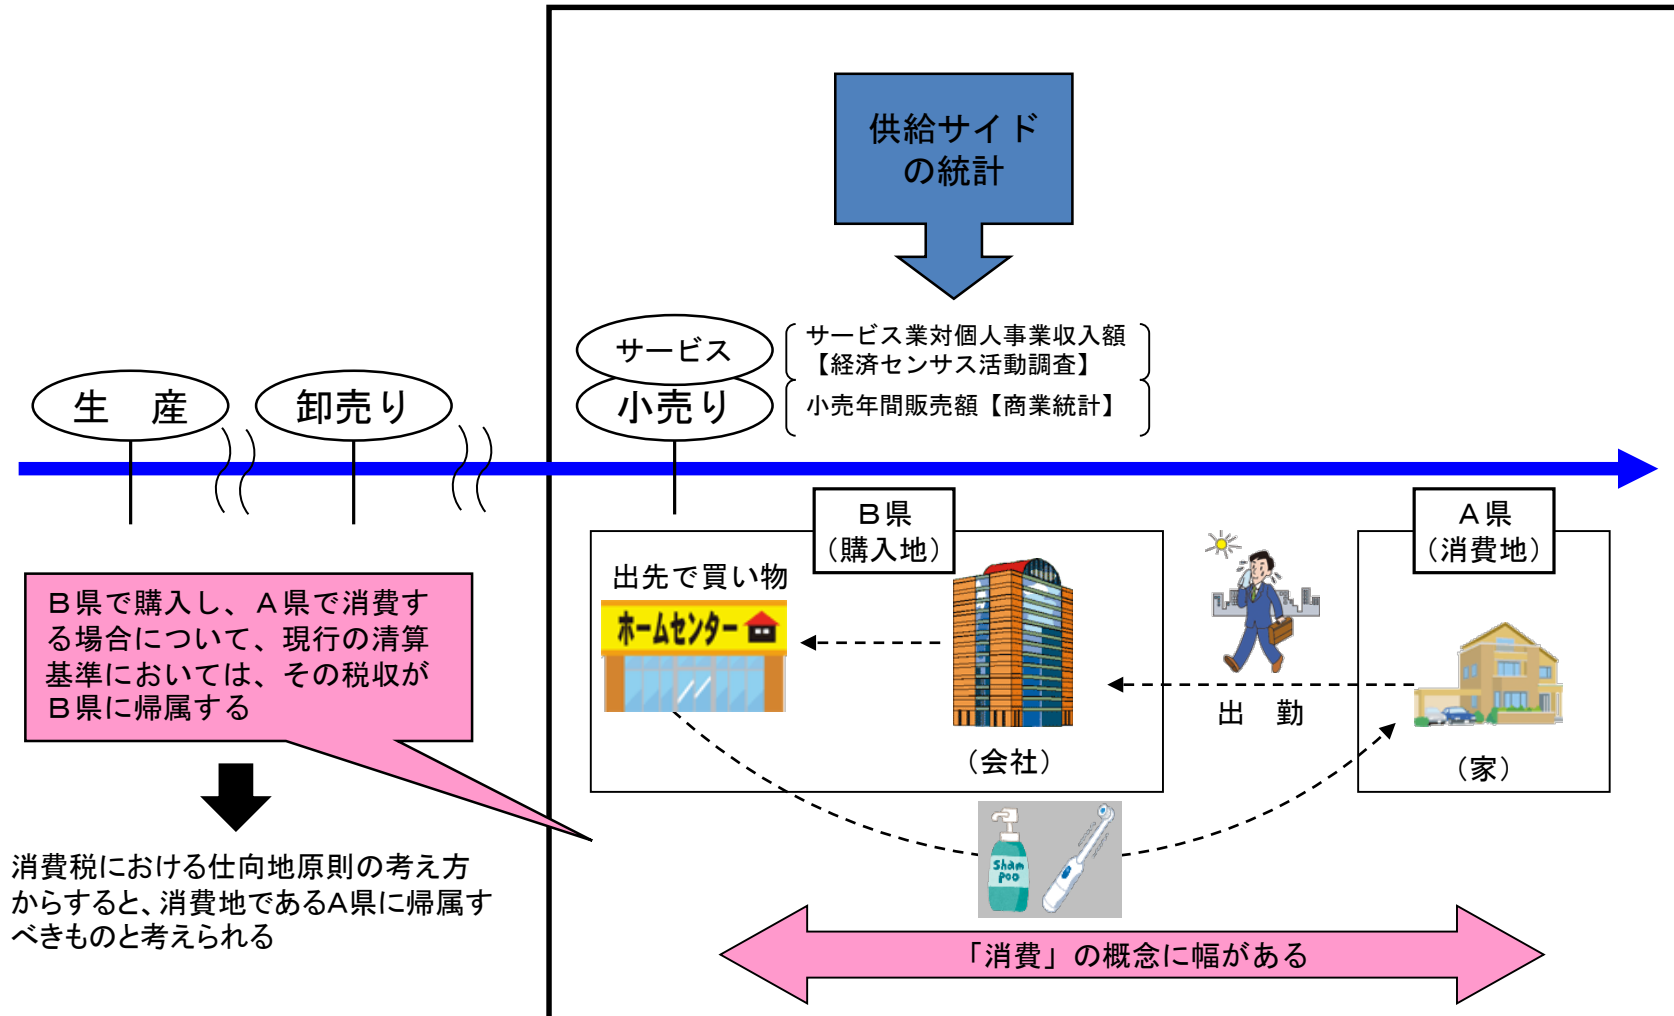 供給サイド
の統計
サービス
サービス業対個人事業収入額
【経済センサス活動調査】
生　産
卸売り
小売り
小売年間販売額【商業統計】
Ｂ県
（購入地）
Ａ県
（消費地）
出先で買い物
ホームセンター
（会社）
出　勤
（家）
Ｂ県で購入し、Ａ県で消費す
る場合について、現行の清算
基準においては、その税収が
Ｂ県に帰属する
消費税における仕向地原則の考え方
からすると、消費地であるA県に帰属す
べきものと考えられる
Sham
poo
「消費」の概念に幅がある